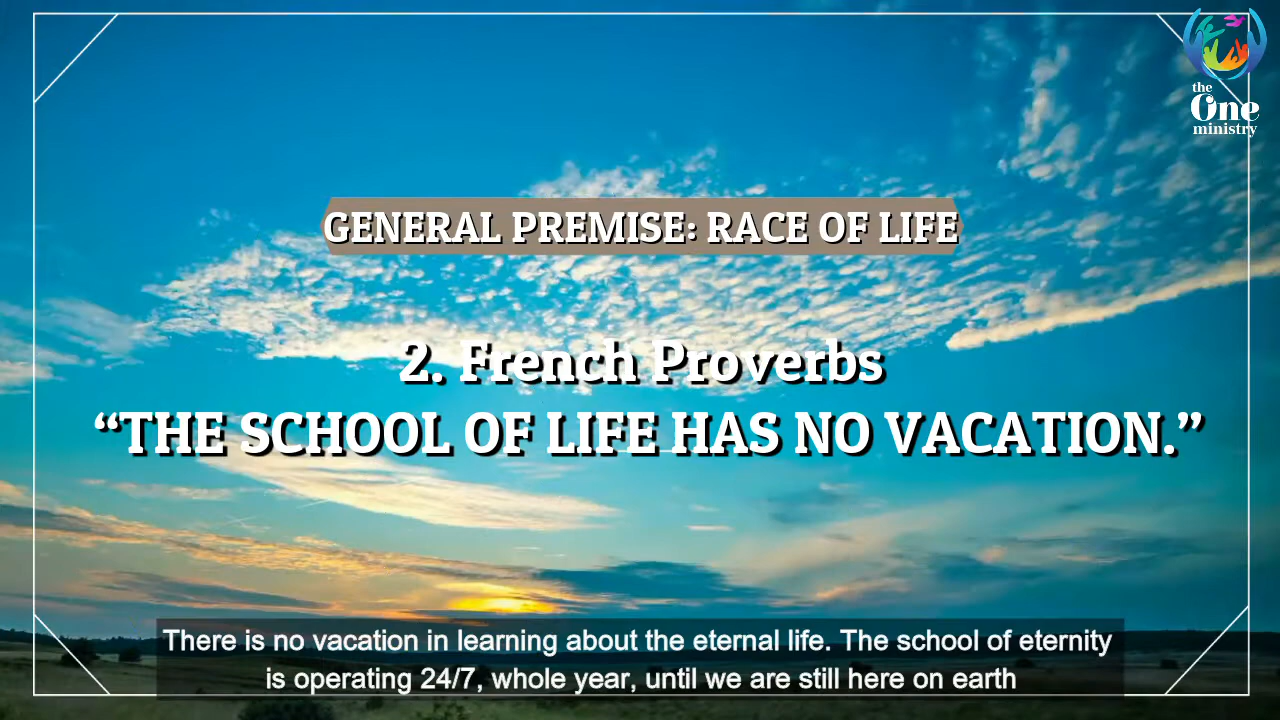 the
One
ministry
GENERAL PREMISE: RACE OF LIFE
2. French Proverbs
“THE SCHOOL OF LIFE HAS NO VACATION.”
There is no vacation in learning about the eternal life. The school of eternity
is operating 24/7, whole year, until we are still here on earth